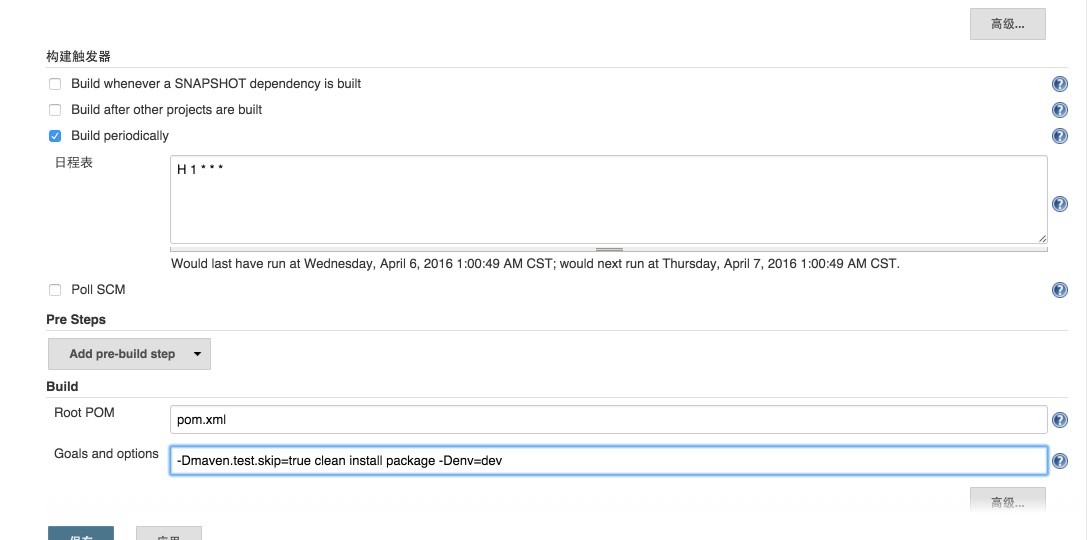 高级...
构建触发器
Build whenever a SNAPSHOT dependency is built
Build after other projects are built
Build periodically
日程表
H 1 * * *
Would last have run at Wednesday, April 6, 2016 1:00:49 AM CST; would next run at Thursday, April 7, 2016 1:00:49 AM CST.
Poll SCM
Pre Steps
Add pre-build step
Build
Root POM
pom.xml
Goals and options
-Dmaven.test.skip=true clean install package -Denv=dev
高级...
保存
应用